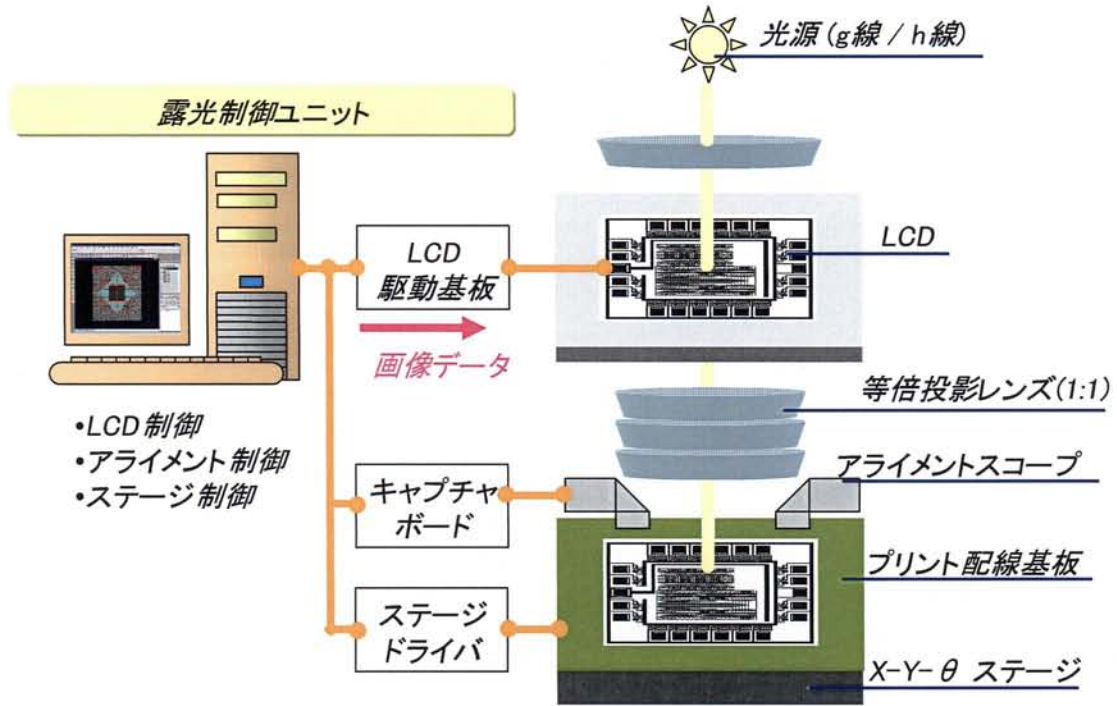 光源(g線 / h線)
露光制御ユニット
LCD
駆動基板
LCD
画像データ
等倍投影レンズ(1:1)
•LCD制御
•アライメント制御
•ステージ制御
アライメントスコープ
キャプチャ
ボード
プリント配線基板
ステージ
ドライバ
X-Y-θ ステージ